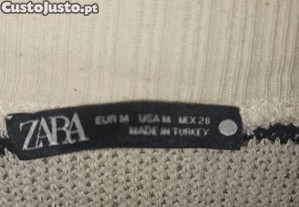 CustoJusto.pt
ZARA
EUR M USA M MEX 28
MADE IN TURKEY